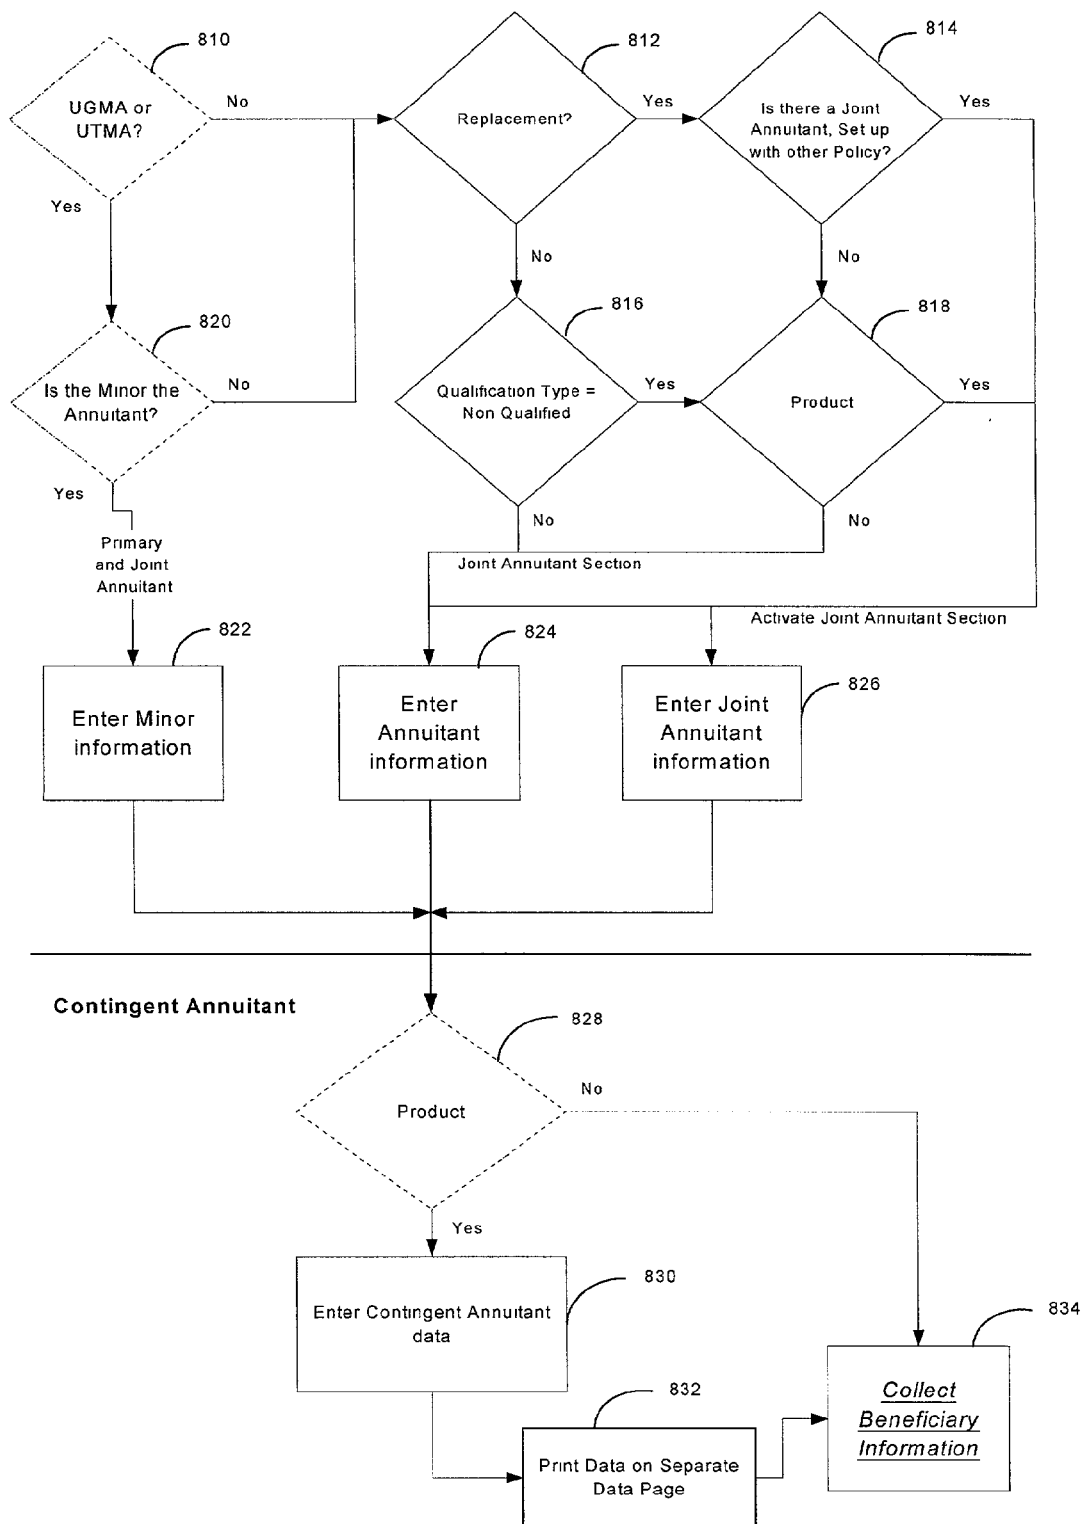 810
UGMA or
UTMA?
No
Yes
812
Replacement?
Yes
No
814
Is there a Joint
Annuitant, Set up
with other Policy?
Yes
No
820
Is the Minor the
Annuitant?
No
Yes
816
Qualification Type =
Non Qualified
Yes
No
818
Product
Yes
No
Primary
and Joint
Annuitant
Joint Annuitant Section
Activate Joint Annuitant Section
822
Enter Minor
information
824
Enter
Annuitant
information
826
Enter Joint
Annuitant
information
Contingent Annuitant
828
Product
No
Yes
830
Enter Contingent Annuitant
data
832
Print Data on Separate
Data Page
834
Collect
Beneficiary
Information